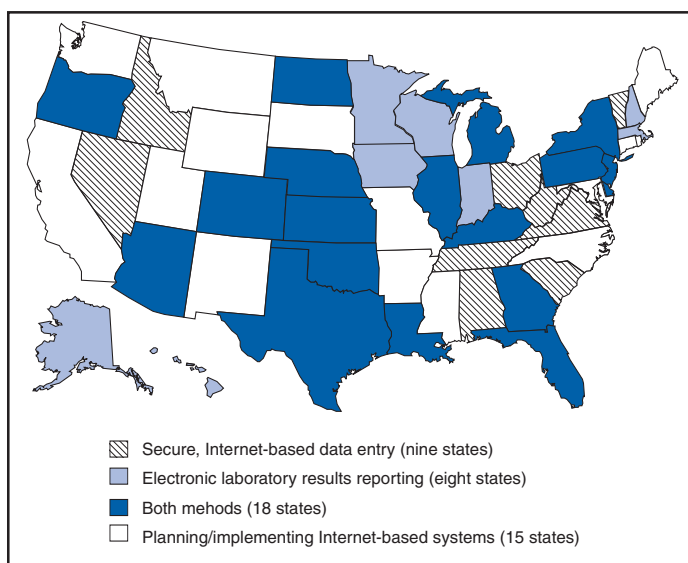 Secure, Internet-based data entry (nine states)
Electronic laboratory results reporting (eight states)
Both mehods (18 states)
Planning/implementing Internet-based systems (15 states)